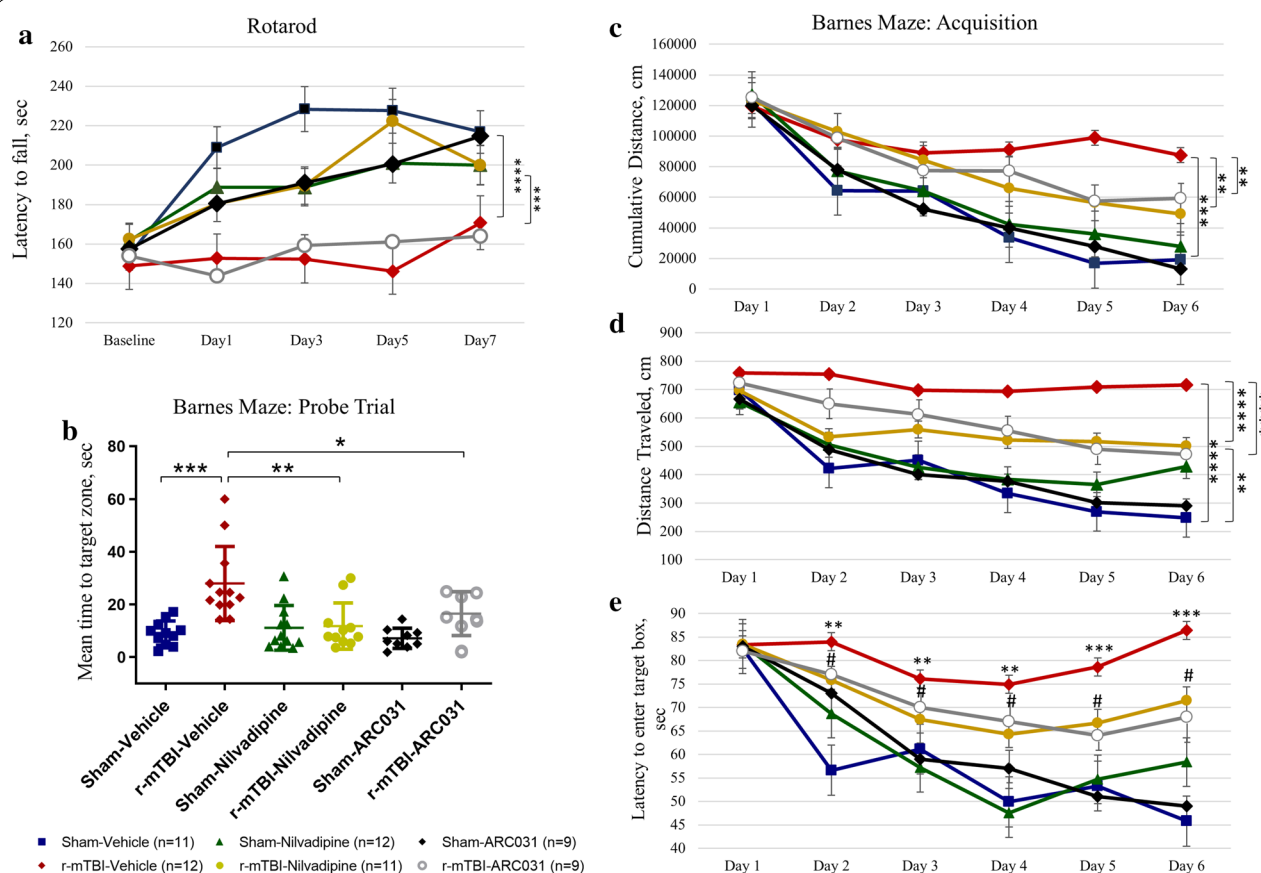 a
Rotarod
Latency to fall, sec
260
240
220
200
180
160
140
120
Baseline Day1 Day3 Day5 Day7
****
***
b
Barnes Maze: Probe Trial
Mean time to target zone, sec
80
60
40
20
0
***
**
*
Sham-Vehicle
r-mTBI-Vehicle
Sham-Nilvadipine
r-mTBI-Nilvadipine
Sham-ARC031
r-mTBI-ARC031
Sham-Vehicle (n=11) Sham-Nilvadipine (n=12) Sham-ARC031 (n=9)
r-mTBI-Vehicle (n=12) r-mTBI-Nilvadipine (n=11) r-mTBI-ARC031 (n=9)
c
Barnes Maze: Acquisition
Cumulative Distance, cm
160000
140000
120000
100000
80000
60000
40000
20000
0
Day 1 Day 2 Day 3 Day 4 Day 5 Day 6
***
**
**
d
Distance Traveled, cm
900
800
700
600
500
400
300
200
100
Day 1 Day 2 Day 3 Day 4 Day 5 Day 6
****
****
**
e
Latency to enter target box,
sec
90
85
80
75
70
65
60
55
50
45
40
** ** ** *** ***
# # # # #
Day 1 Day 2 Day 3 Day 4 Day 5 Day 6